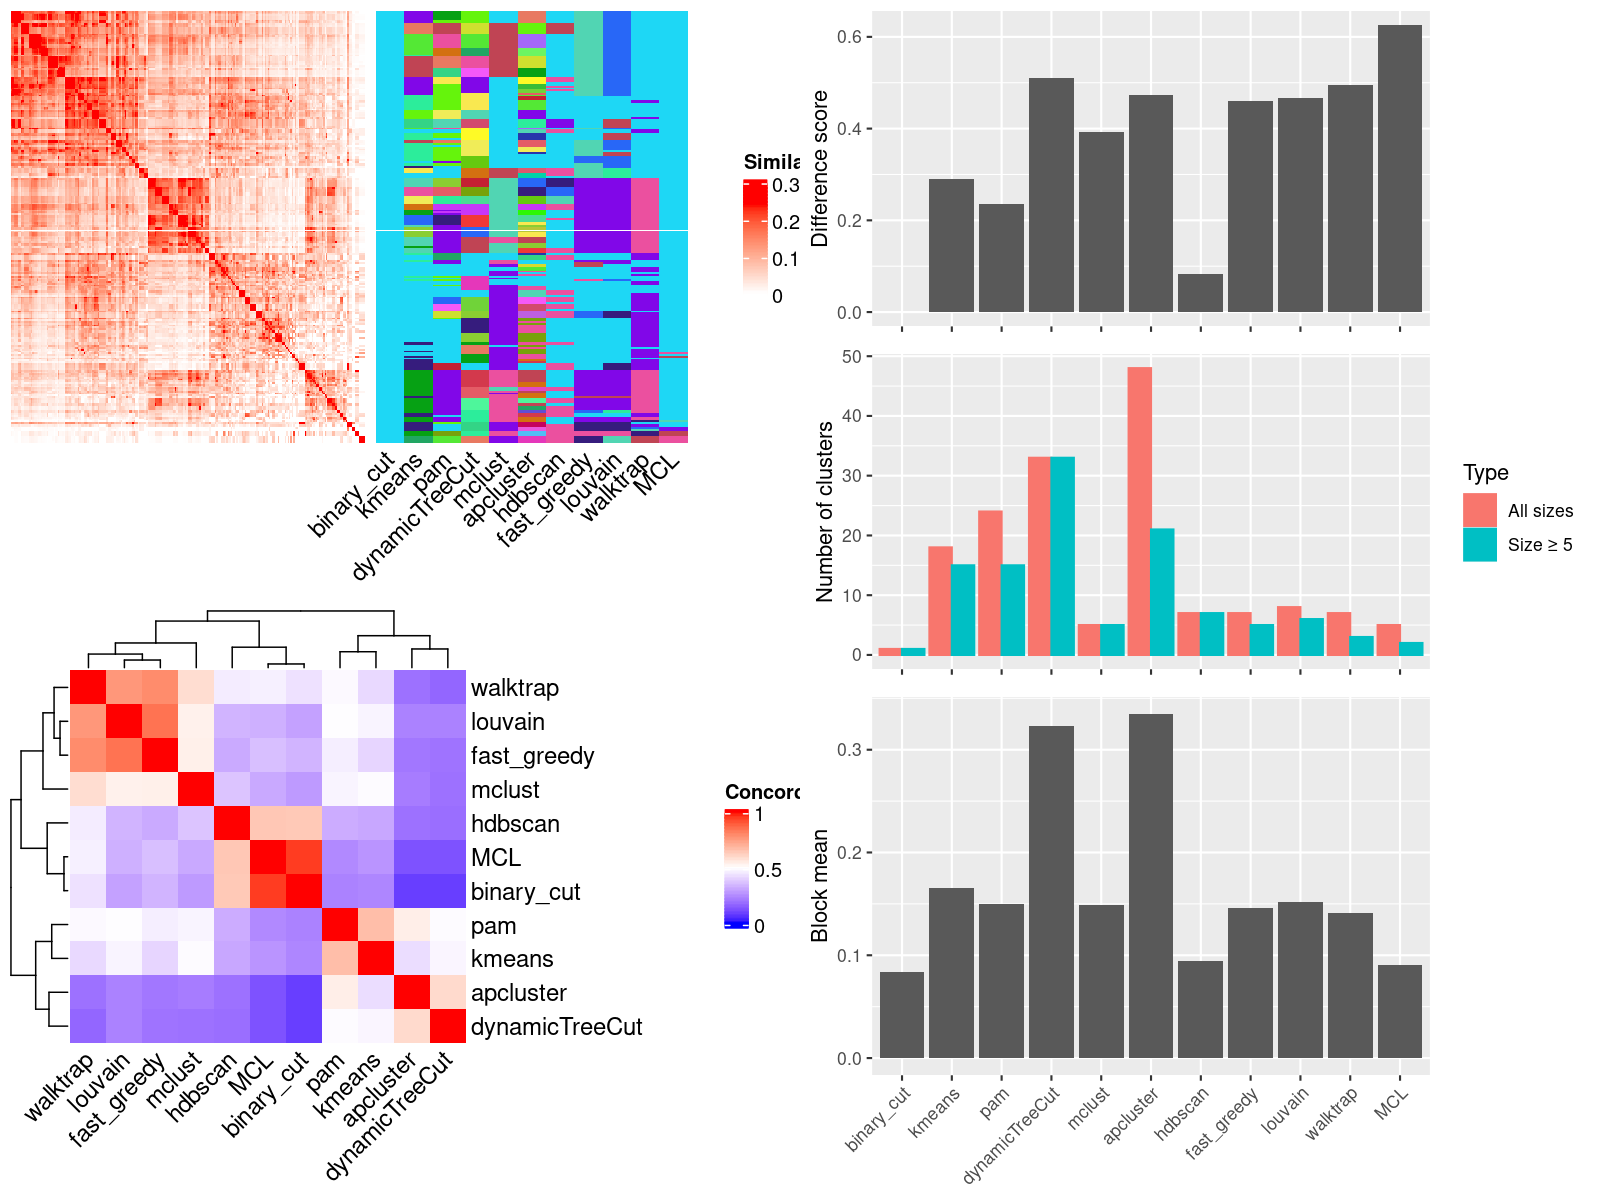 Simila
0.3
0.2
0.1
0
binary_cut
kmeans
pam
dynamicTreeCut
mclust
apcluster
hdbscan
fast_greedy
louvain
walktrap
MCL
Difference score
0.6
0.4
0.2
0.0
Number of clusters
50
40
30
20
10
0
Type
All sizes
Size ≥ 5
Block mean
0.3
0.2
0.1
0.0
binary_cut
kmeans
pam
dynamicTreeCut
mclust
apcluster
hdbscan
fast_greedy
louvain
walktrap
MCL
walktrap
louvain
fast_greedy
mclust
hdbscan
MCL
binary_cut
pam
kmeans
apcluster
dynamicTreeCut
walktrap
louvain
fast_greedy
mclust
hdbscan
MCL
binary_cut
pam
kmeans
apcluster
dynamicTreeCut
Concord
1
0.5
0